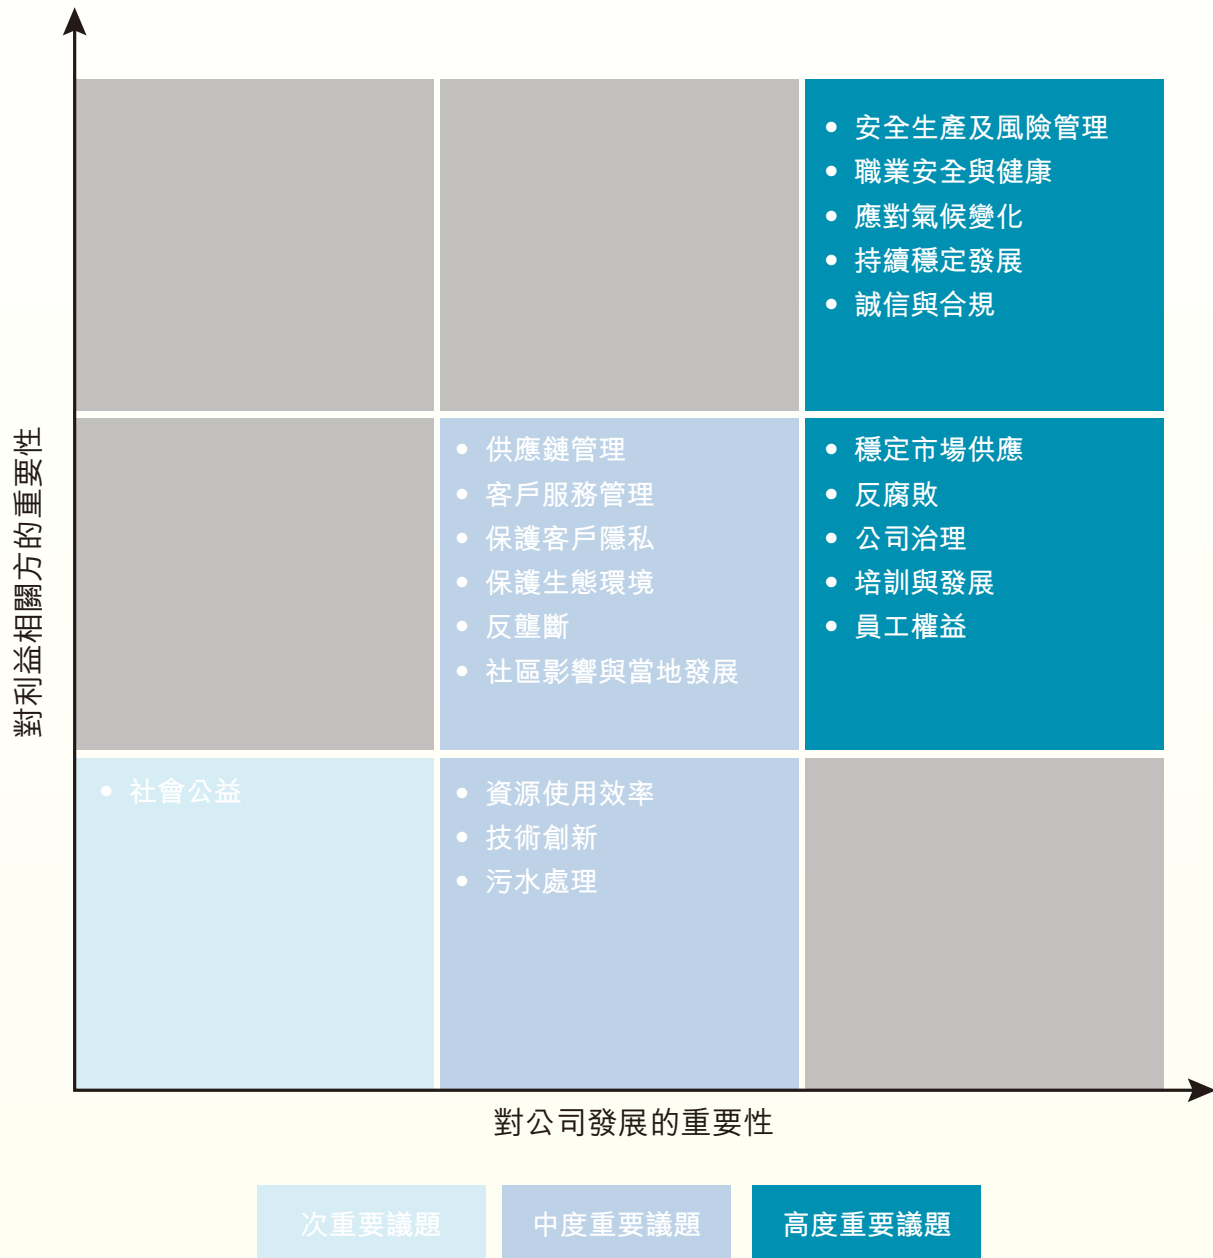 安全生產及風險管理
職業安全與健康
應對氣候變化
持續穩定發展
誠信與合規
對利益相關方的重要性
供應鏈管理
客戶服務管理
保護客戶隱私
保護生態環境
反壟斷
社區影響與當地發展
穩定市場供應
反腐敗
公司治理
培訓與發展
員工權益
社會公益
資源使用效率
技術創新
污水處理
對公司發展的重要性
次重要議題
中度重要議題
高度重要議題